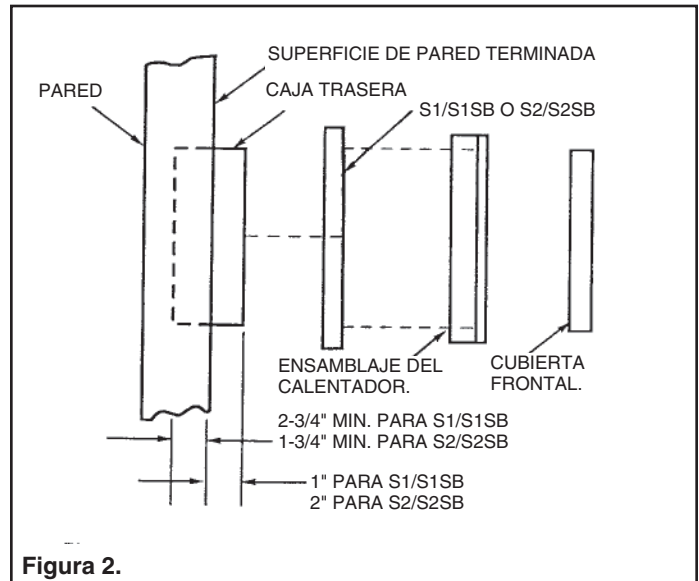 SUPERFICIE DE PARED TERMINADA
PARED
CAJA TRASERA
S1/S1SB O S2/S2SB
ENSAMBLAJE DEL
CALENTADOR.
CUBIERTA
FRONTAL.
2-3/4" MIN. PARA S1/S1SB
1-3/4" MIN. PARA S2/S2SB
1" PARA S1/S1SB
2" PARA S2/S2SB
Figura 2.